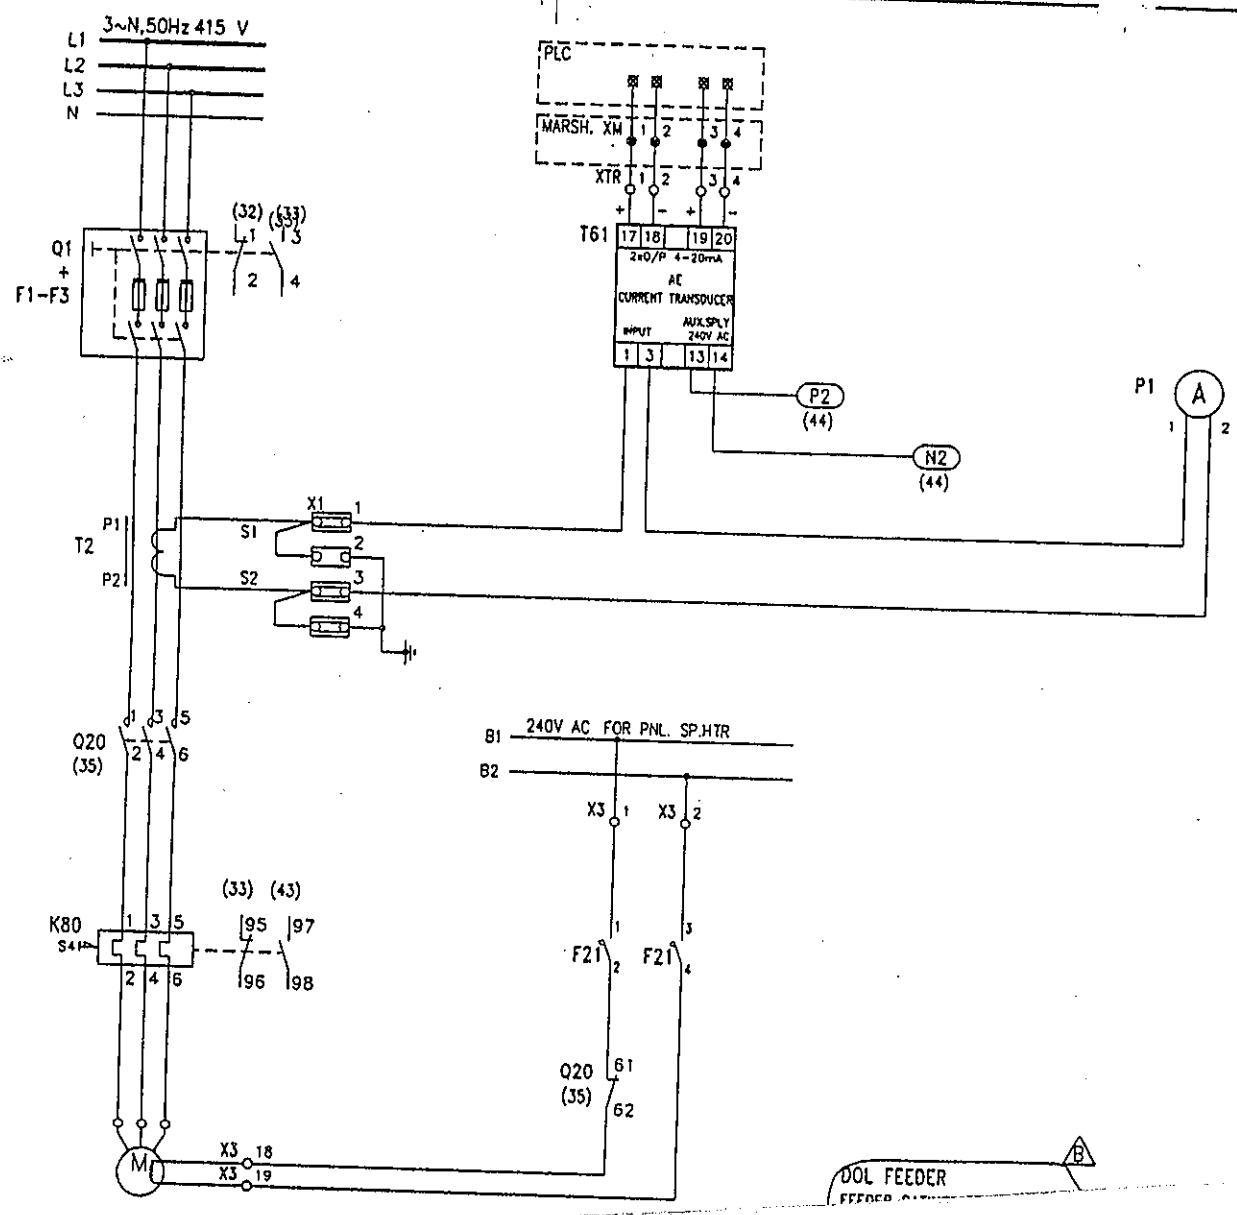 3~N,50Hz 415 V
L1
L2
L3
N
PLC
MARSH. XM 1 2 3 4
XTR 1 2 3 4
+ - + -
T61 17 18 19 20
2xO/P 4-20mA
AE
CURRENT TRANSDUCER
AUX.SPLY
INPUT 240V AC
1 3 13 14
(32) (33)
Q1 1 3
+
2 4
F1-F3
P2
(44)
N2
(44)
P1 A
1 2
X1 1
P1 S1
T2 2
P2 S2 3
4
1 3 5
Q20 2 4 6
(35)
B1 240V AC FOR PNL. SP.HTR
B2
X3 1 X3 2
(33) (43)
K80 1 3 5 95 97
2 4 6 96 98
1 3
F21 2 F21 4
Q20 61
(35) 62
M
X3 18
X3 19
B
DOL FEEDER
FEEDER